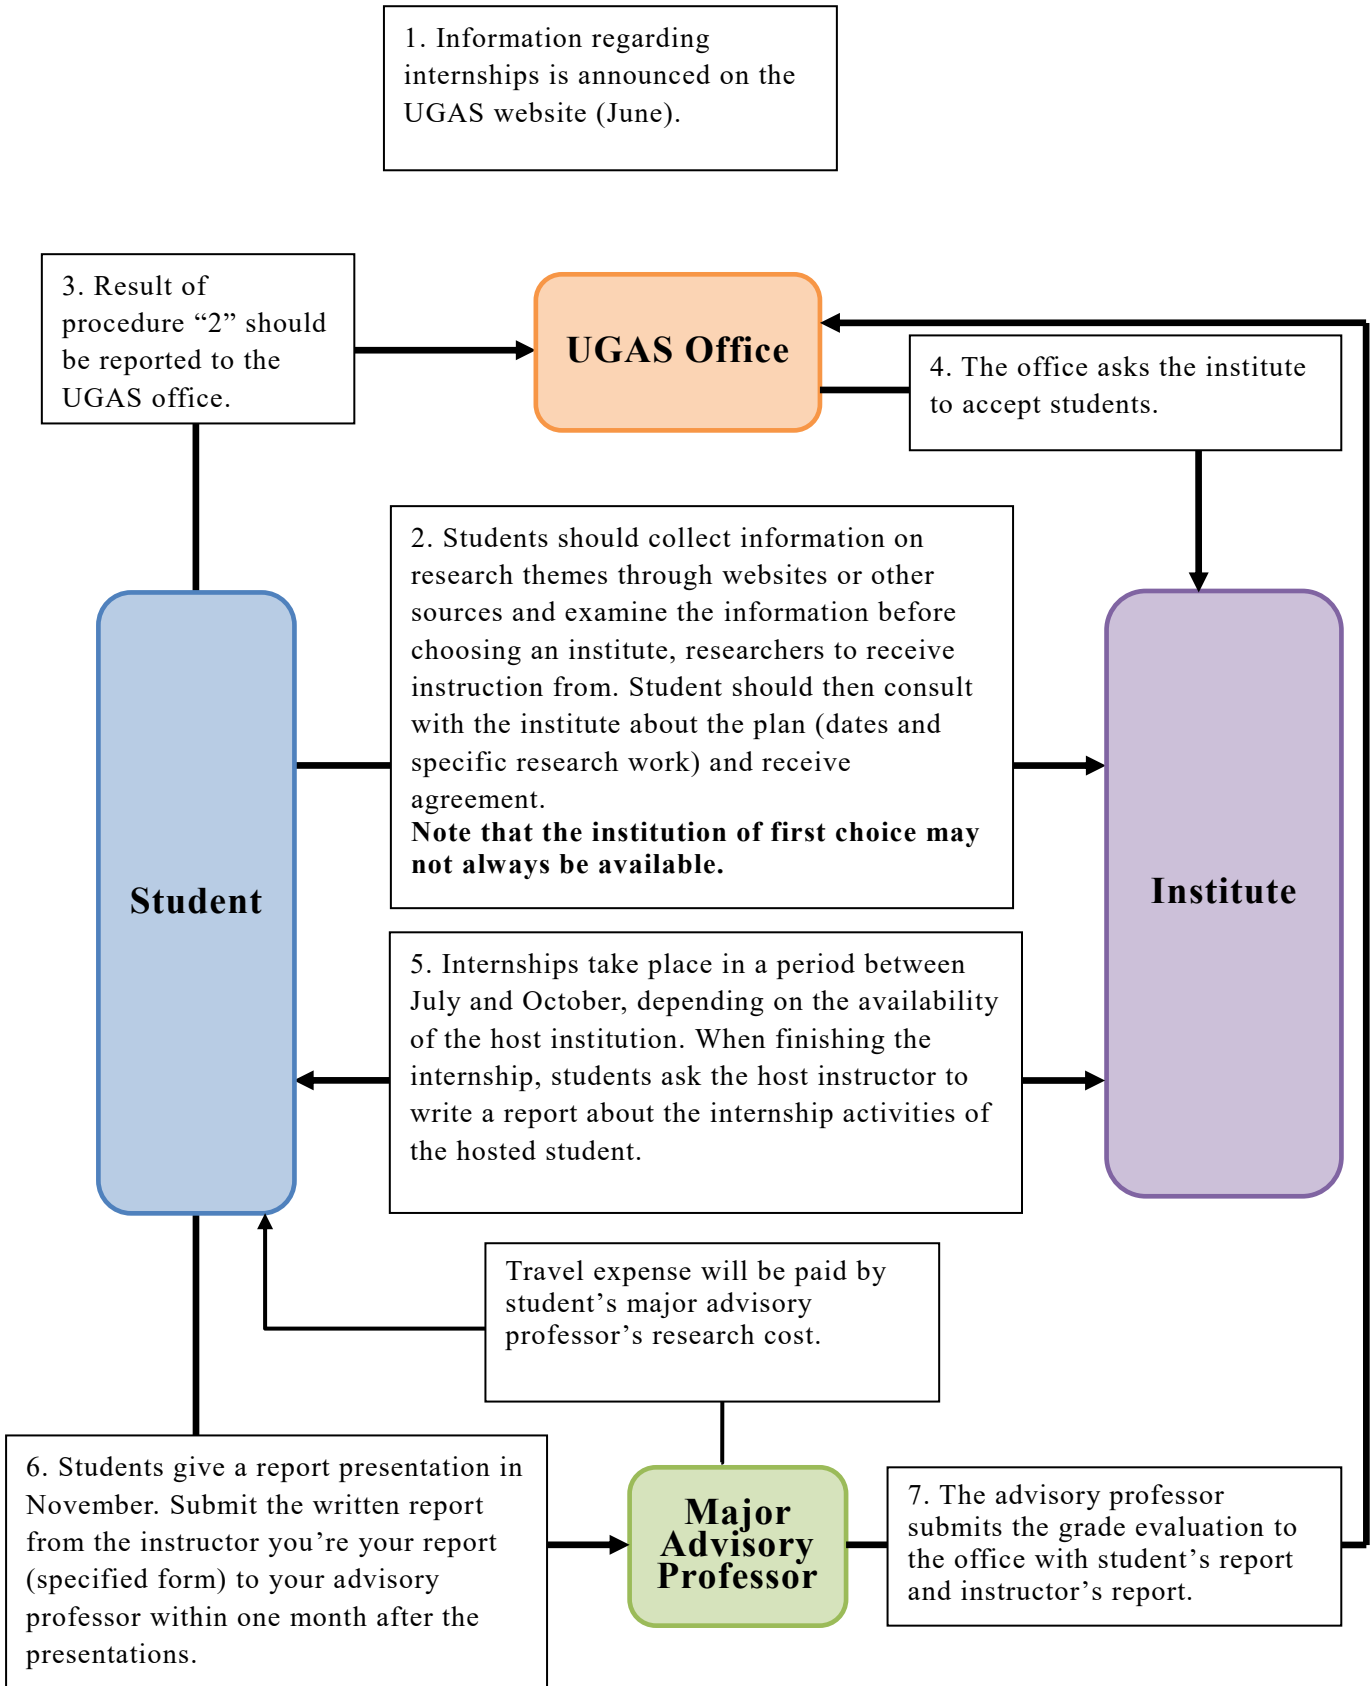 1. Information regarding
internships is announced on the
UGAS website (June).
3. Result of
procedure “2” should
be reported to the
UGAS office.
UGAS Office
4. The office asks the institute
to accept students.
2. Students should collect information on
research themes through websites or other
sources and examine the information before
choosing an institute, researchers to receive
instruction from. Student should then consult
with the institute about the plan (dates and
specific research work) and receive
agreement.
Note that the institution of first choice may
not always be available.
Student
Institute
5. Internships take place in a period between
July and October, depending on the availability
of the host institution. When finishing the
internship, students ask the host instructor to
write a report about the internship activities of
the hosted student.
Travel expense will be paid by
student’s major advisory
professor’s research cost.
6. Students give a report presentation in
November. Submit the written report
from the instructor you’re your report
(specified form) to your advisory
professor within one month after the
presentations.
Major
Advisory
Professor
7. The advisory professor
submits the grade evaluation to
the office with student’s report
and instructor’s report.